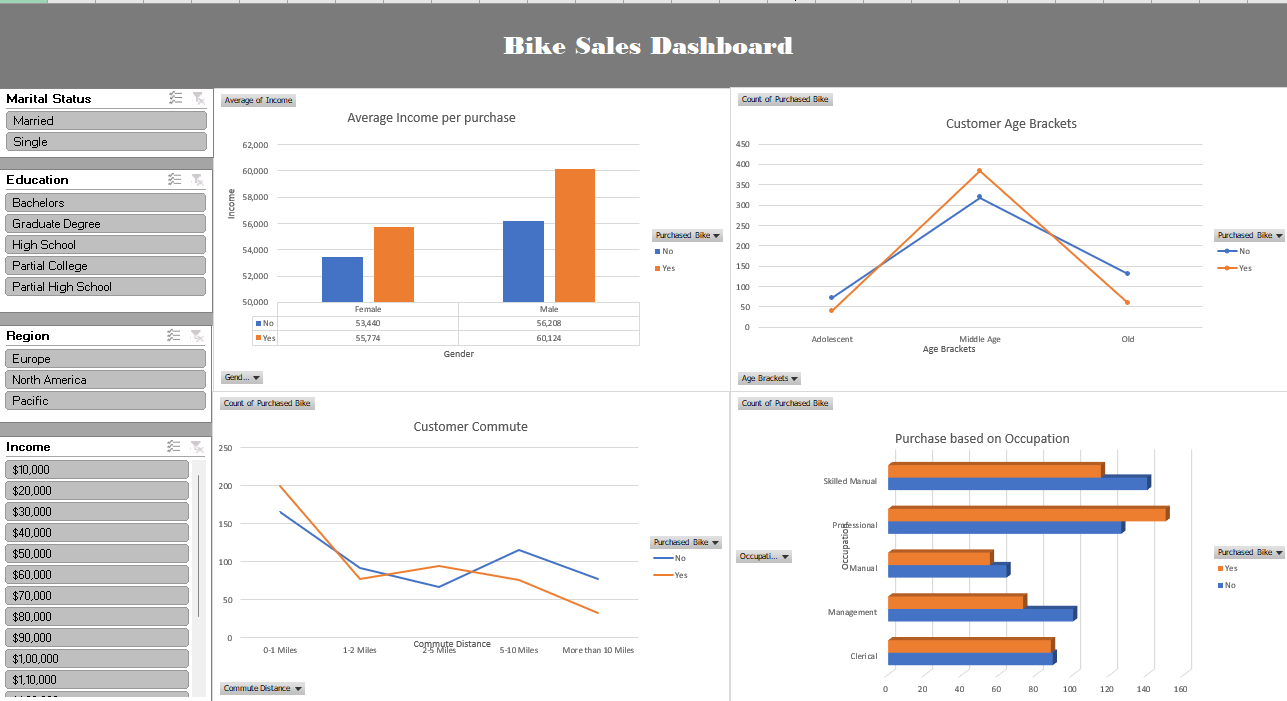 Bike Sales Dashboard
Marital Status
Married
Single
Education
Bachelors
Graduate Degree
High School
Partial College
Partial High School
Region
Europe
North America
Pacific
Income
$10,000
$20,000
$30,000
$40,000
$50,000
$60,000
$70,000
$80,000
$90,000
$1,00,000
$1,10,000
Average of Income
Average Income per purchase
62,000
60,000
58,000
56,000
54,000
52,000
50,000
Income
Female Male
No 53,440 56,208
Yes 55,774 60,124
Gender
Purchased Bike
No
Yes
Gend...
Count of Purchased Bike
Customer Age Brackets
450
400
350
300
250
200
150
100
50
0
Adolescent Middle Age Old
Age Brackets
Purchased Bike
No
Yes
Age Brackets
Count of Purchased Bike
Customer Commute
250
200
150
100
50
0
0-1 Miles 1-2 Miles 2-5 Miles 5-10 Miles More than 10 Miles
Commute Distance
Purchased Bike
No
Yes
Commute Distance
Count of Purchased Bike
Purchase based on Occupation
Skilled Manual
Professional
Manual
Management
Clerical
Occupation
0 20 40 60 80 100 120 140 160
Occupati...
Purchased Bike
Yes
No